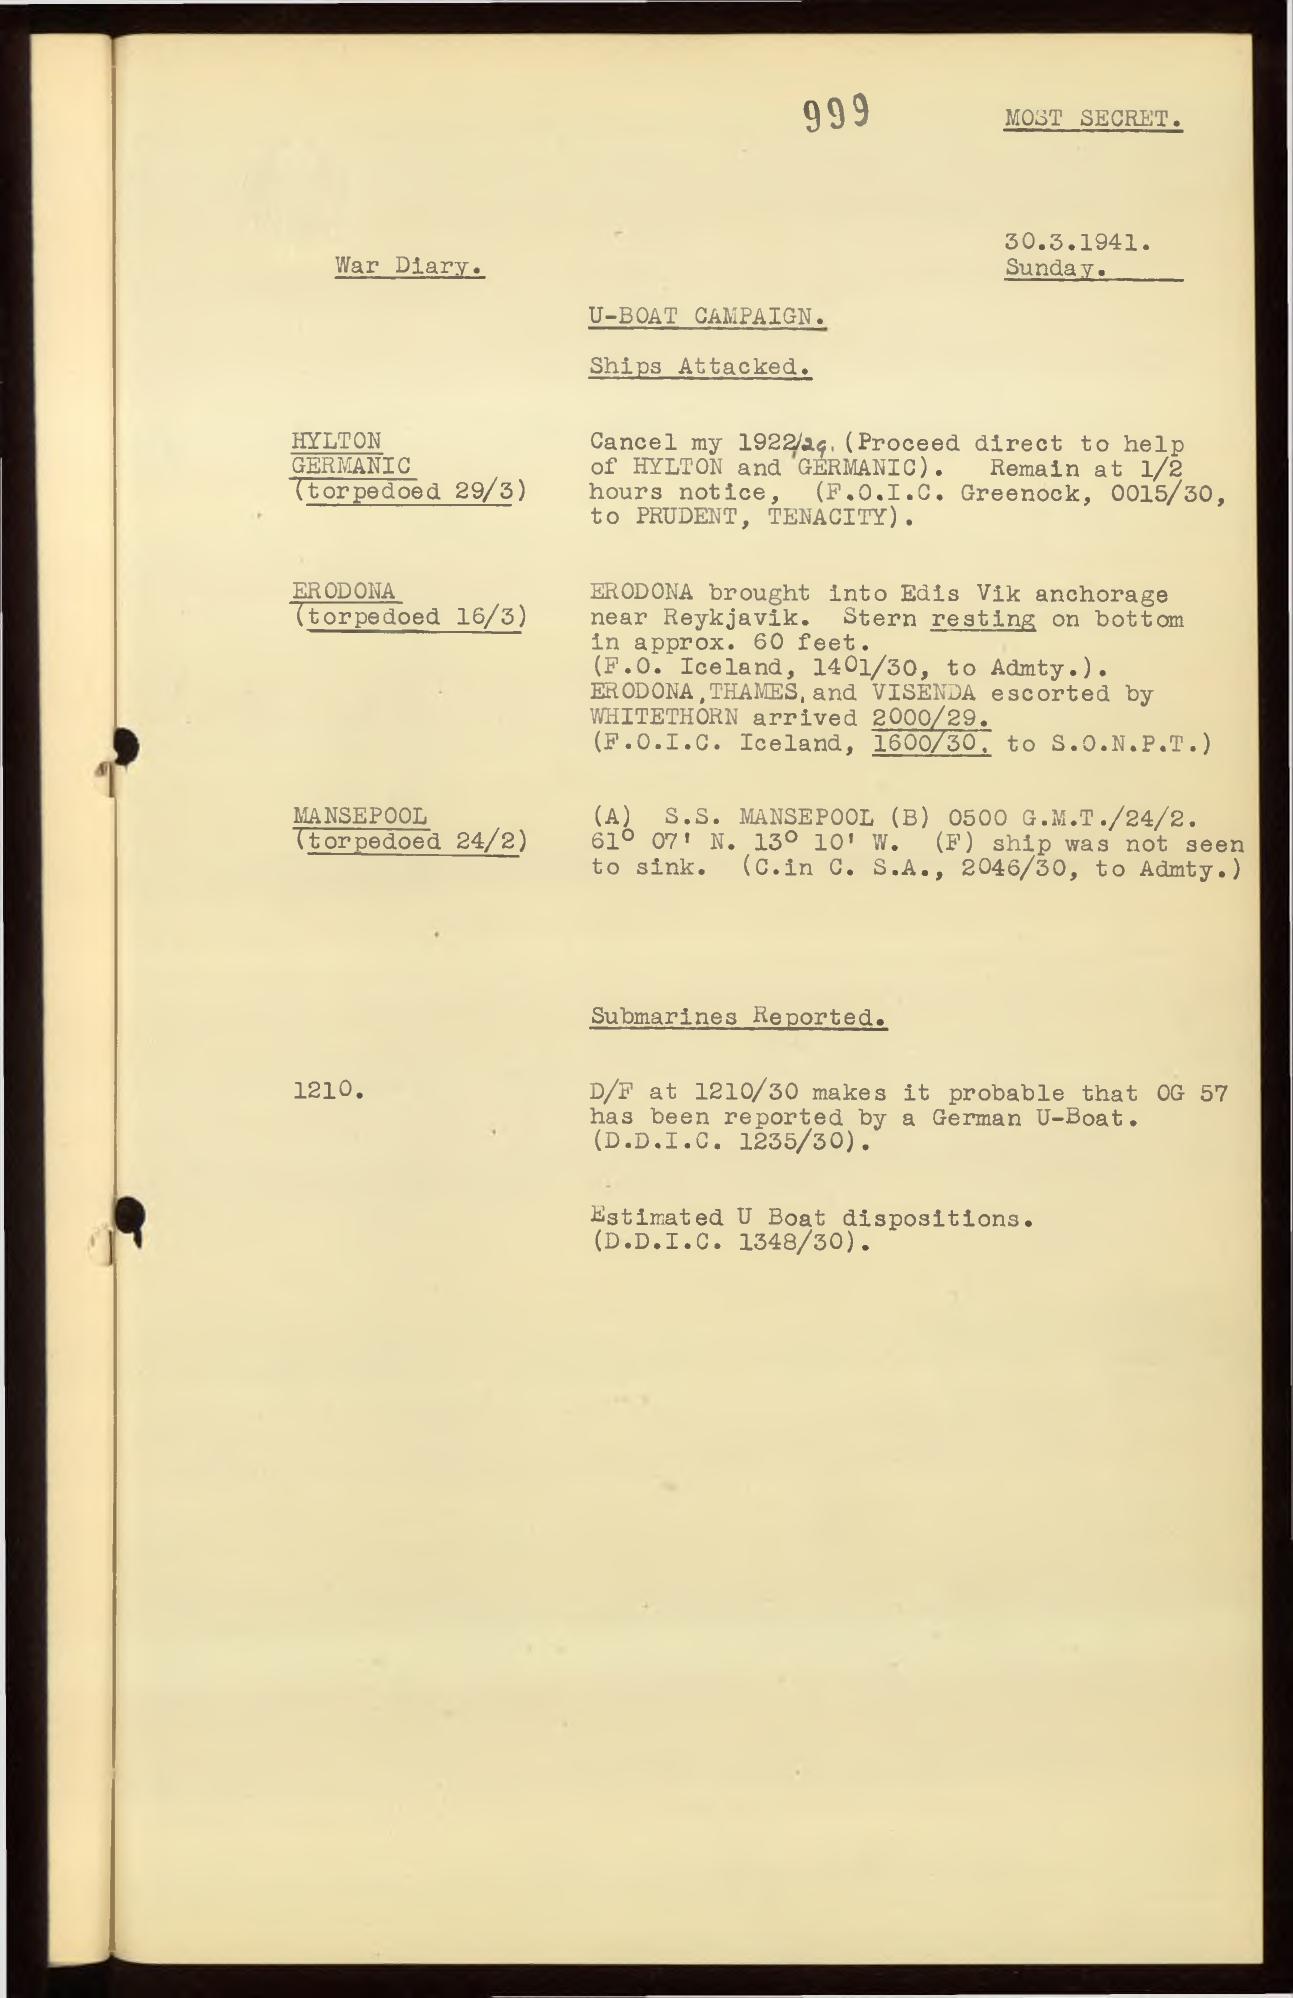 999
MOST SECRET.
30.3.1941.
War Diary.
Sunday.
U-BOAT CAMPAIGN.
Ships Attacked.
HYLTON
GERMANIC
(torpedoed 29/3)
Cancel my 1922/29. (Proceed direct to help
of HYLTON and GERMANIC). Remain at 1/2
hours notice, (F.O.I.C. Greenock, 0015/30,
to PRUDENT, TENACITY).
ERODONA
(torpedoed 16/3)
ERODONA brought into Edis Vik anchorage
near Reykjavik. Stern resting on bottom
in approx. 60 feet.
(F.O. Iceland, 1401/30, to Admty.).
ERODONA, THAMES, and VISENDA escorted by
WHITETHORN arrived 2000/29.
(F.O.I.C. Iceland, 1600/30. to S.O.N.P.T.)
MANSEPOOL
(torpedoed 24/2)
(A) S.S. MANSEPOOL (B) 0500 G.M.T./24/2.
61° 07' N. 13° 10' W. (F) ship was not seen
to sink. (C.in C. S.A., 2046/30, to Admty.)
Submarines Reported.
1210.
D/F at 1210/30 makes it probable that OG 57
has been reported by a German U-Boat.
(D.D.I.C. 1235/30).
Estimated U Boat dispositions.
(D.D.I.C. 1348/30).